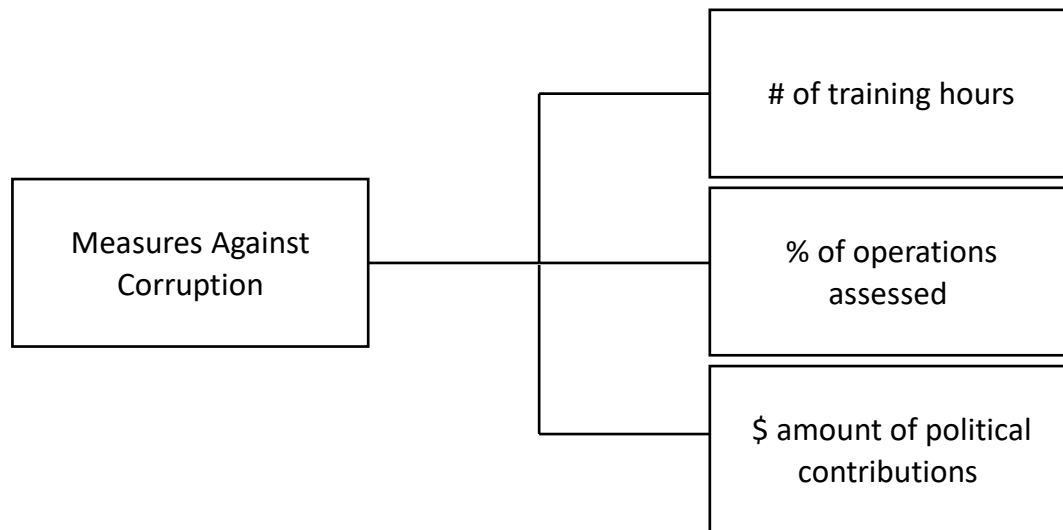 # of training hours
Measures Against
Corruption
% of operations
assessed
$ amount of political
contributions